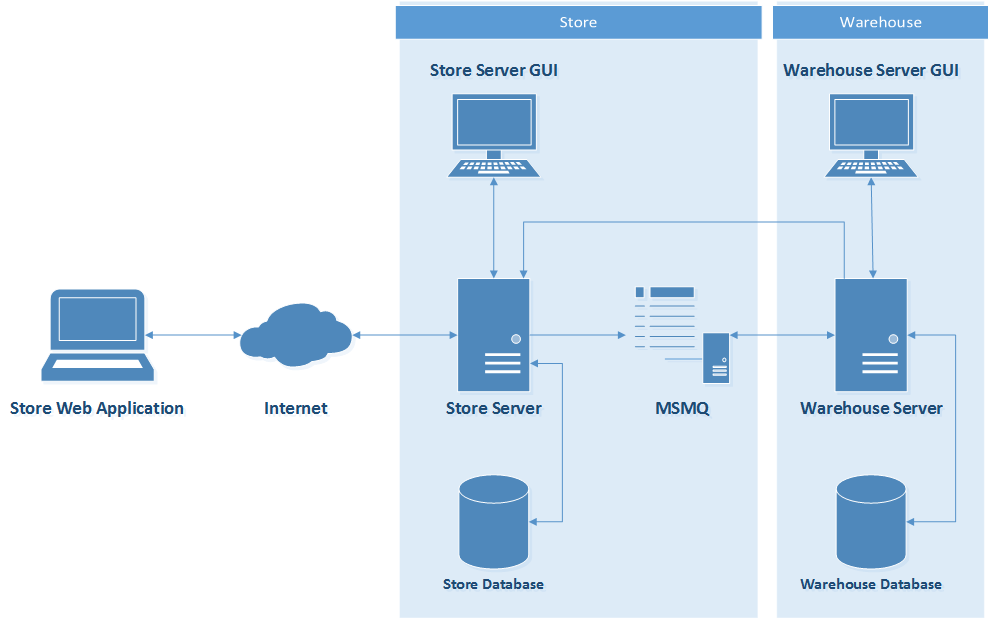 Store
Warehouse
Store Server GUI
Warehouse Server GUI
Store Web Application
Internet
Store Server
MSMQ
Warehouse Server
Store Database
Warehouse Database